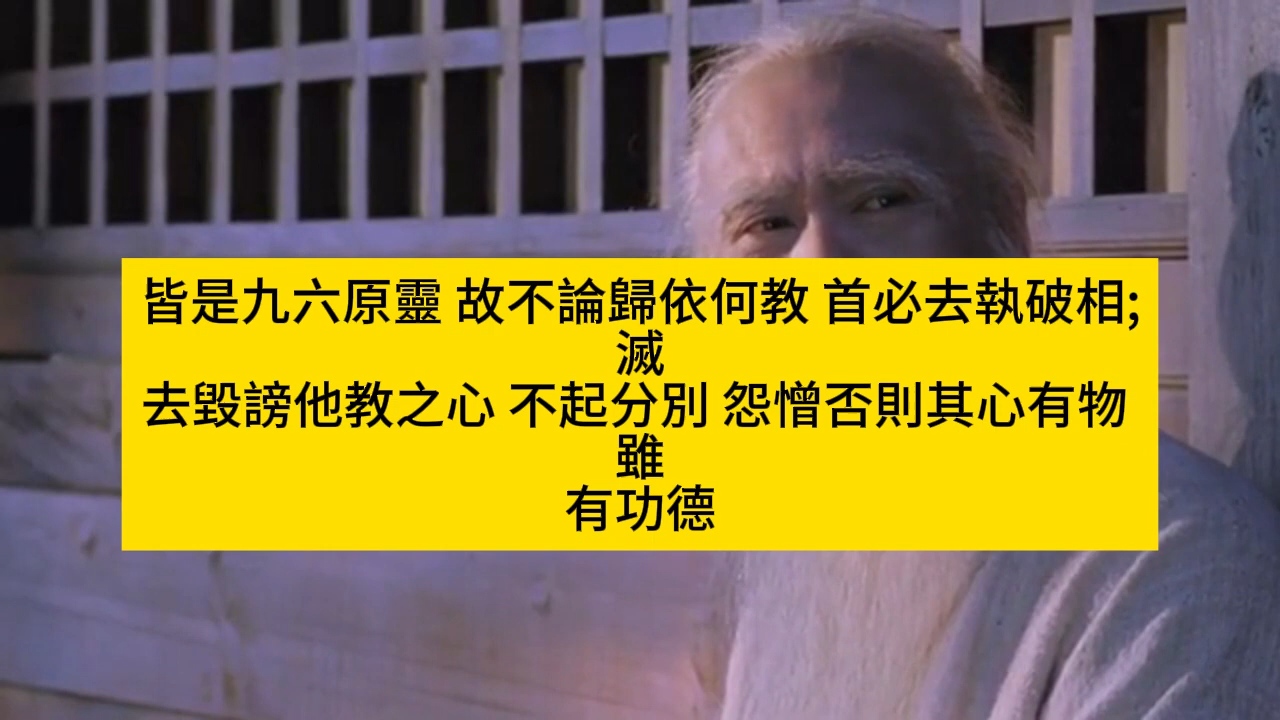 皆是九六原靈 故不論歸依何教 首必去執破相;
滅
去毀謗他教之心 不起分別 怨憎否則其心有物
雖
有功德